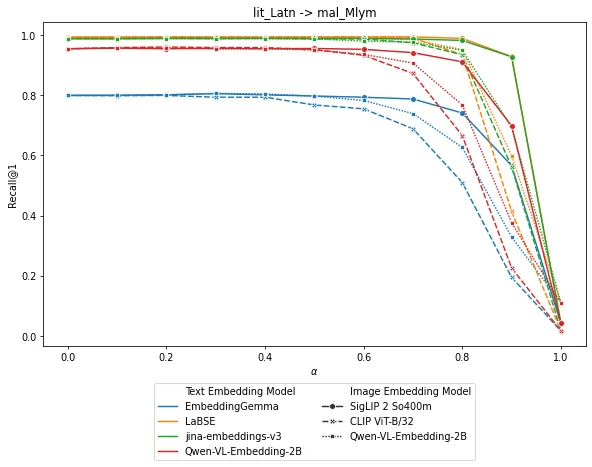 lit_Latn -> mal_Mlym
1.0
0.8
0.6
0.4
0.2
0.0
Recall@1
0.0 0.2 0.4 0.6 0.8 1.0
α
Text Embedding Model Image Embedding Model
EmbeddingGemma SigLIP 2 So400m
LaBSE CLIP ViT-B/32
jina-embeddings-v3 Qwen-VL-Embedding-2B
Qwen-VL-Embedding-2B